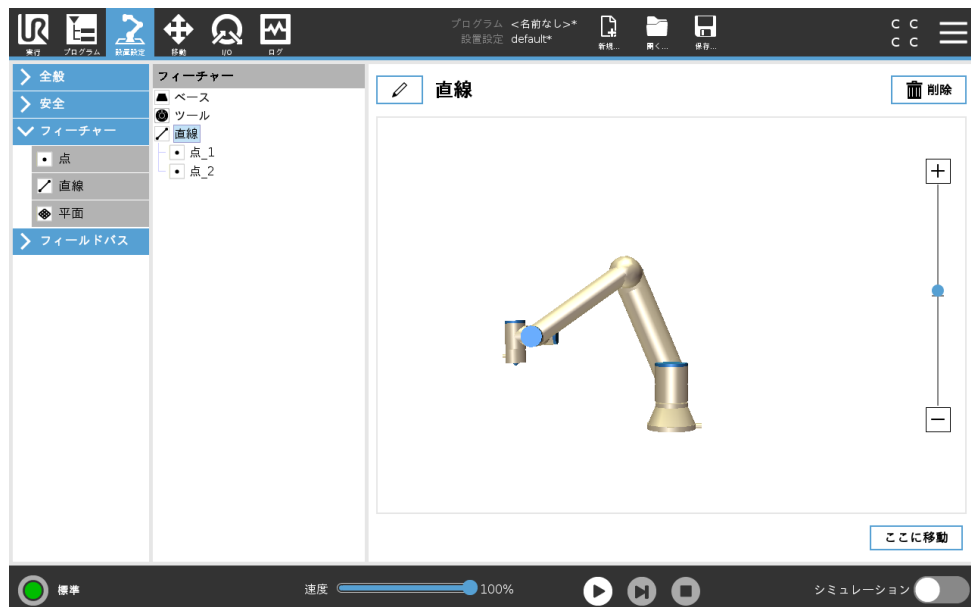 UR
実行
プログラム
設置設定
移動
I/O
ログ
プログラム <名前なし>*
設置設定 default*
新規...
開く...
保存...
C C
C C
全般
安全
フィーチャー
点
直線
平面
フィールドバス
フィーチャー
ベース
ツール
直線
点_1
点_2
直線
削除
ここに移動
標準
速度 100%
シミュレーション